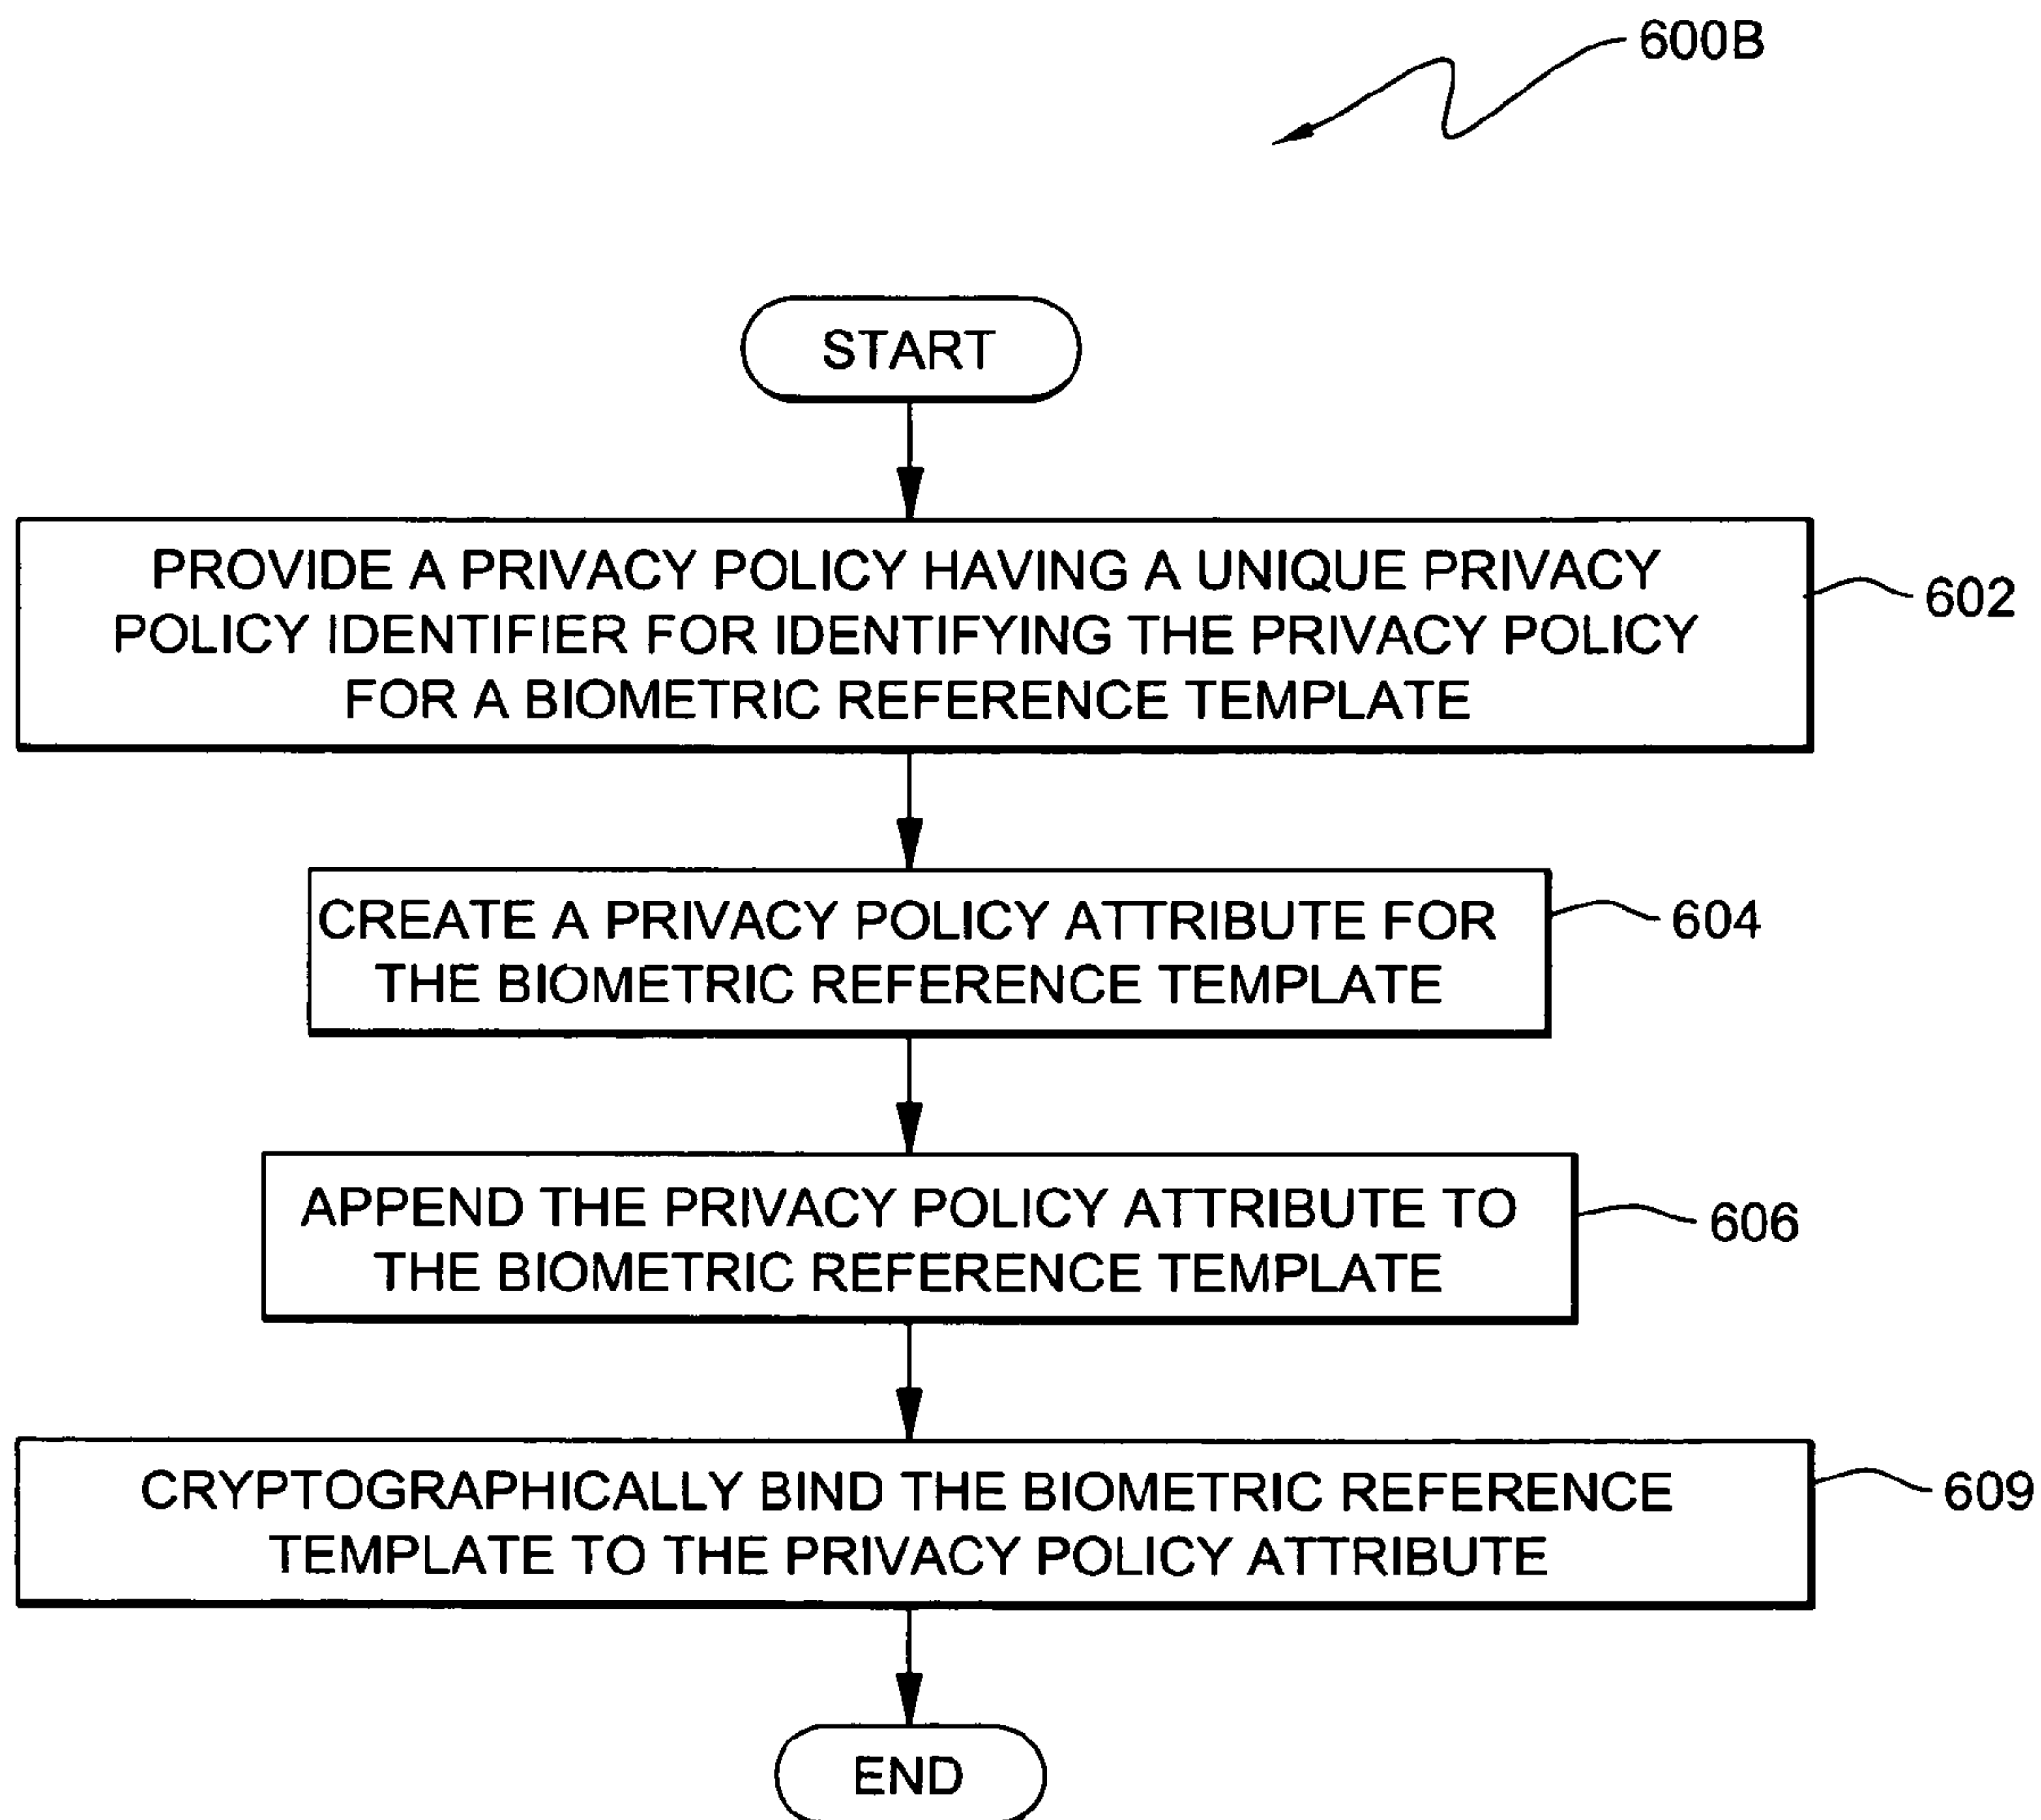 600B
START
PROVIDE A PRIVACY POLICY HAVING A UNIQUE PRIVACY
POLICY IDENTIFIER FOR IDENTIFYING THE PRIVACY POLICY
FOR A BIOMETRIC REFERENCE TEMPLATE
602
CREATE A PRIVACY POLICY ATTRIBUTE FOR
THE BIOMETRIC REFERENCE TEMPLATE
604
APPEND THE PRIVACY POLICY ATTRIBUTE TO
THE BIOMETRIC REFERENCE TEMPLATE
606
CRYPTOGRAPHICALLY BIND THE BIOMETRIC REFERENCE
TEMPLATE TO THE PRIVACY POLICY ATTRIBUTE
609
END